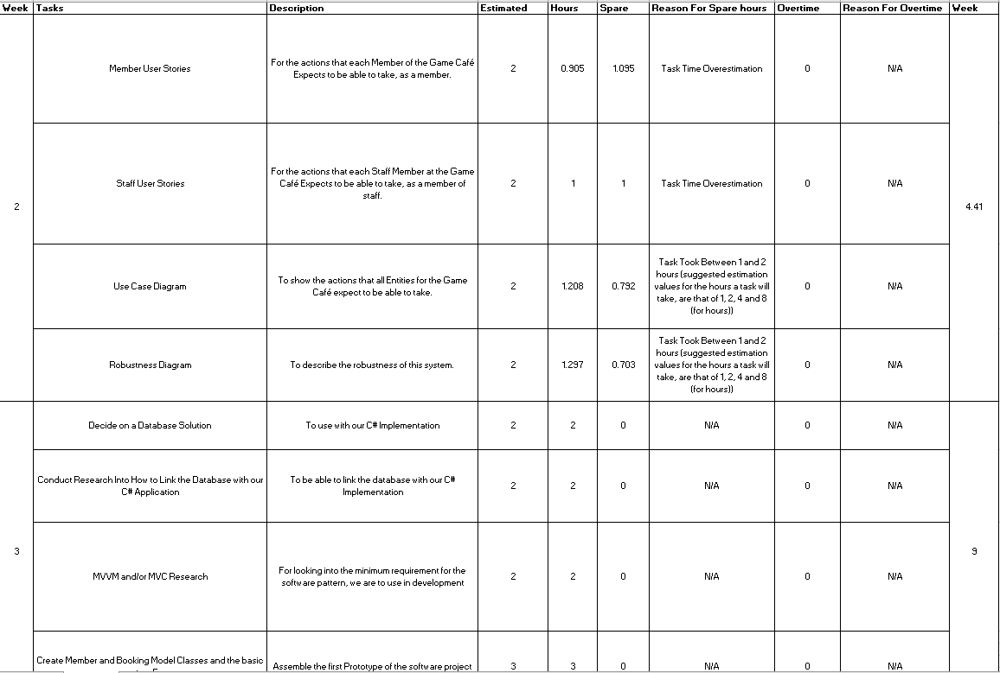 Week Tasks Description Estimated Hours Spare Reason For Spare hours Overtime Reason For Overtime Week
2
Member User Stories
For the actions that each Member of the Game Café
Expects to be able to take, as a member.
2 0.905 1.095 Task Time Overestimation 0 N/A
Staff User Stories
For the actions that each Staff Member at the Game
Café Expects to be able to take, as a member of
staff.
2 1 1 Task Time Overestimation 0 N/A
Use Case Diagram
To show the actions that all Entities for the Game
Café expect to be able to take.
2 1.208 0.792
Task Took Between 1 and 2
hours (suggested estimation
values for the hours a task will
take, are that of 1, 2, 4 and 8
(for hours))
0 N/A
Robustness Diagram
To describe the robustness of this system.
2 1.297 0.703
Task Took Between 1 and 2
hours (suggested estimation
values for the hours a task will
take, are that of 1, 2, 4 and 8
(for hours))
0 N/A
4.41
3
Decide on a Database Solution
To use with our C# Implementation
2 2 0 N/A 0 N/A
Conduct Research Into How to Link the Database with our
C# Application
To be able to link the database with our C#
Implementation
2 2 0 N/A 0 N/A
MVVM and/or MVC Research
For looking into the minimum requirement for the
software pattern, we are to use in development
2 2 0 N/A 0 N/A
Create Member and Booking Model Classes and the basic
Assemble the first Prototype of the software project
3 3 0 N/A 0 N/A
9